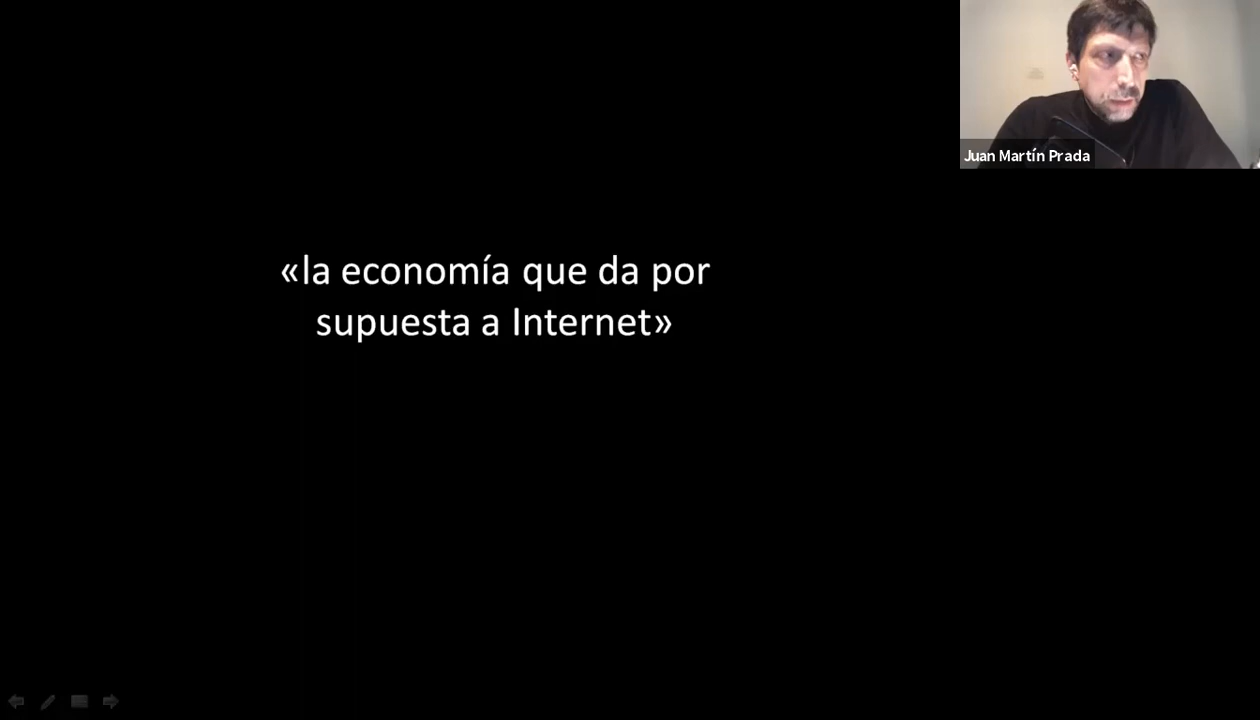 Juan Martín Prada
«la economía que da por
supuesta a Internet»